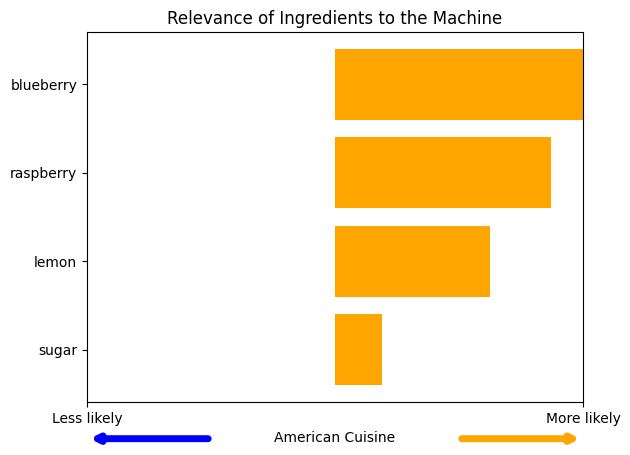 Relevance of Ingredients to the Machine
blueberry
raspberry
lemon
sugar
Less likely More likely
American Cuisine